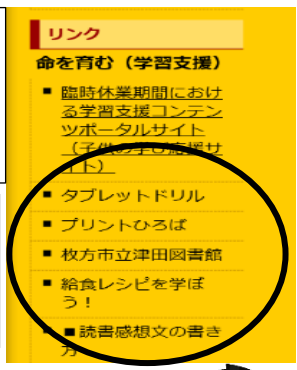 リンク
命を育む（学習支援）
臨時休業期間におけ
る学習支援コンテン
ツポータルサイト
（子供の学び応援サ
イト）
タブレットドリル
プリントひろば
枚方市立津田図書館
給食レシピを学ぼ
う！
■読書感想文の書き
方